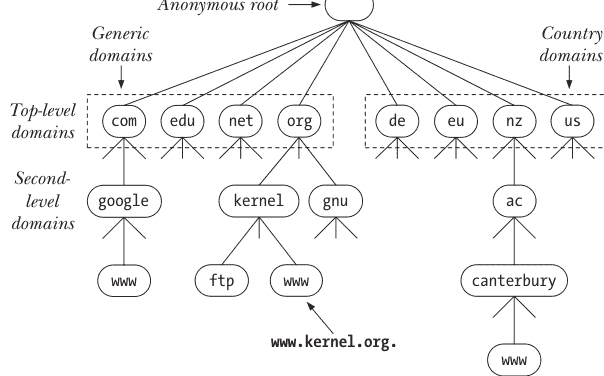 Anonymous root
Generic
domains
Country
domains
Top-level
domains
com edu net org de eu nz us
Second-
level
domains
google kernel gnu ac
www ftp www canterbury
www.kernel.org.
www